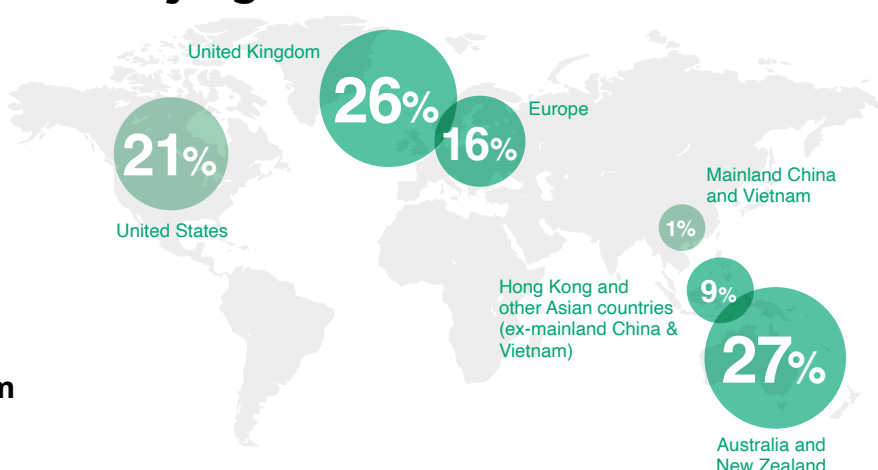 United Kingdom
26%
Europe
16%
21%
United States
Mainland China
and Vietnam
1%
Hong Kong and
other Asian countries
(ex-mainland China &
Vietnam)
9%
27%
Australia and
New Zealand